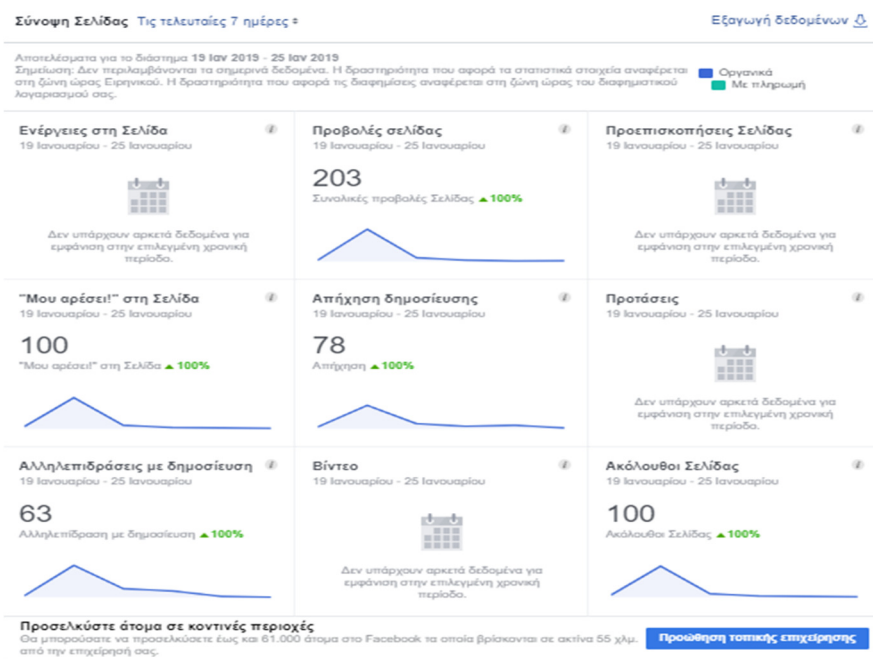 Σύνοψη Σελίδας Τις τελευταίες 7 ημέρες
Εξαγωγή δεδομένων
Αποτελέσματα για το διάστημα 19 Ιαν 2019 - 25 Ιαν 2019
Σημείωση: Δεν περιλαμβάνονται τα σημερινά δεδομένα. Η δραστηριότητα που αφορά τα στατιστικά στοιχεία αναφέρεται
στη ζώνη ώρας Ειρηνικού. Η δραστηριότητα που αφορά τις διαφημίσεις αναφέρεται στη ζώνη ώρας του διαφημιστικού
λογαριασμού σας.
Οργανικά
Με πληρωμή
Ενέργειες στη Σελίδα
19 Ιανουαρίου - 25 Ιανουαρίου
Δεν υπάρχουν αρκετά δεδομένα για
εμφάνιση στην επιλεγμένη χρονική
περίοδο.
Προβολές σελίδας
19 Ιανουαρίου - 25 Ιανουαρίου
203
Συνολικές προβολές Σελίδας ▲100%
Προεπισκοπήσεις Σελίδας
19 Ιανουαρίου - 25 Ιανουαρίου
Δεν υπάρχουν αρκετά δεδομένα για
εμφάνιση στην επιλεγμένη χρονική
περίοδο.
"Μου αρέσει!" στη Σελίδα
19 Ιανουαρίου - 25 Ιανουαρίου
100
"Μου αρέσει!" στη Σελίδα ▲100%
Απήχηση δημοσίευσης
19 Ιανουαρίου - 25 Ιανουαρίου
78
Απήχηση ▲100%
Προτάσεις
19 Ιανουαρίου - 25 Ιανουαρίου
Δεν υπάρχουν αρκετά δεδομένα για
εμφάνιση στην επιλεγμένη χρονική
περίοδο.
Αλληλεπιδράσεις με δημοσίευση
19 Ιανουαρίου - 25 Ιανουαρίου
63
Αλληλεπίδραση με δημοσίευση ▲100%
Βίντεο
19 Ιανουαρίου - 25 Ιανουαρίου
Δεν υπάρχουν αρκετά δεδομένα για
εμφάνιση στην επιλεγμένη χρονική
περίοδο.
Ακόλουθοι Σελίδας
19 Ιανουαρίου - 25 Ιανουαρίου
100
Ακόλουθοι Σελίδας ▲100%
Προσελκύστε άτομα σε κοντινές περιοχές
Θα μπορούσατε να προσελκύσετε έως και 61.000 άτομα στο Facebook τα οποία βρίσκονται σε ακτίνα 55 χλμ.
από την επιχείρησή σας.
Προώθηση τοπικής επιχείρησης